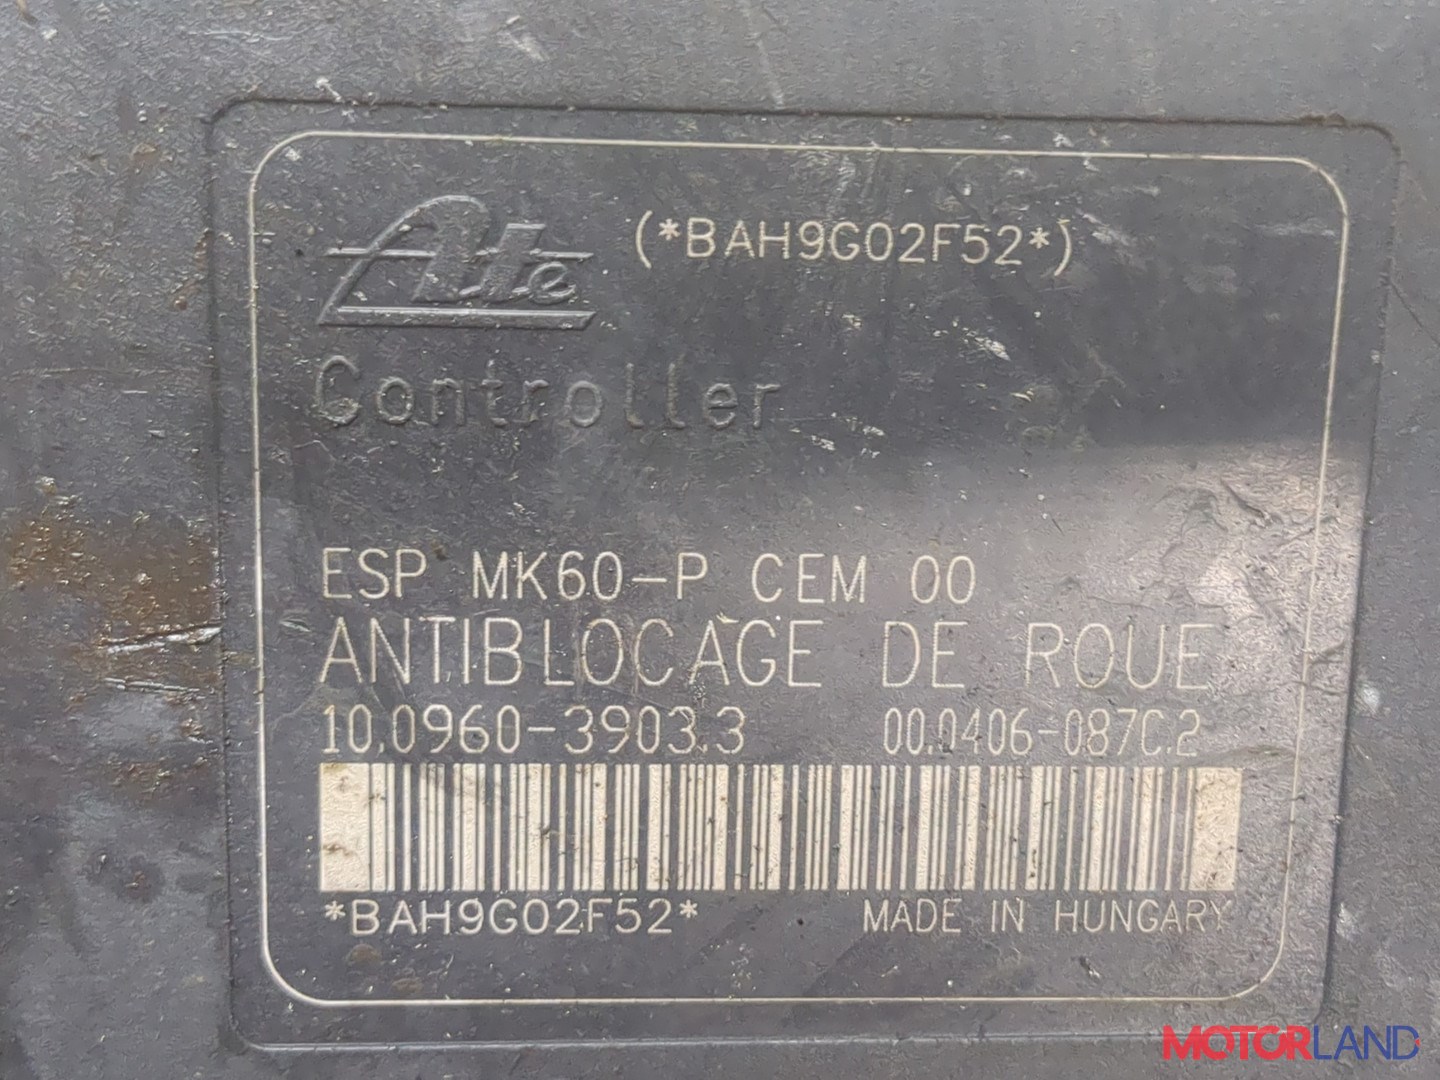 Ate (*BAH9G02F52*)
Controller
ESP MK60-P CEM 00
ANTIBLOCAGE DE ROUE
10.0960-3903.3 00.0406-087C.2
*BAH9G02F52* MADE IN HUNGARY
MOTORLAND